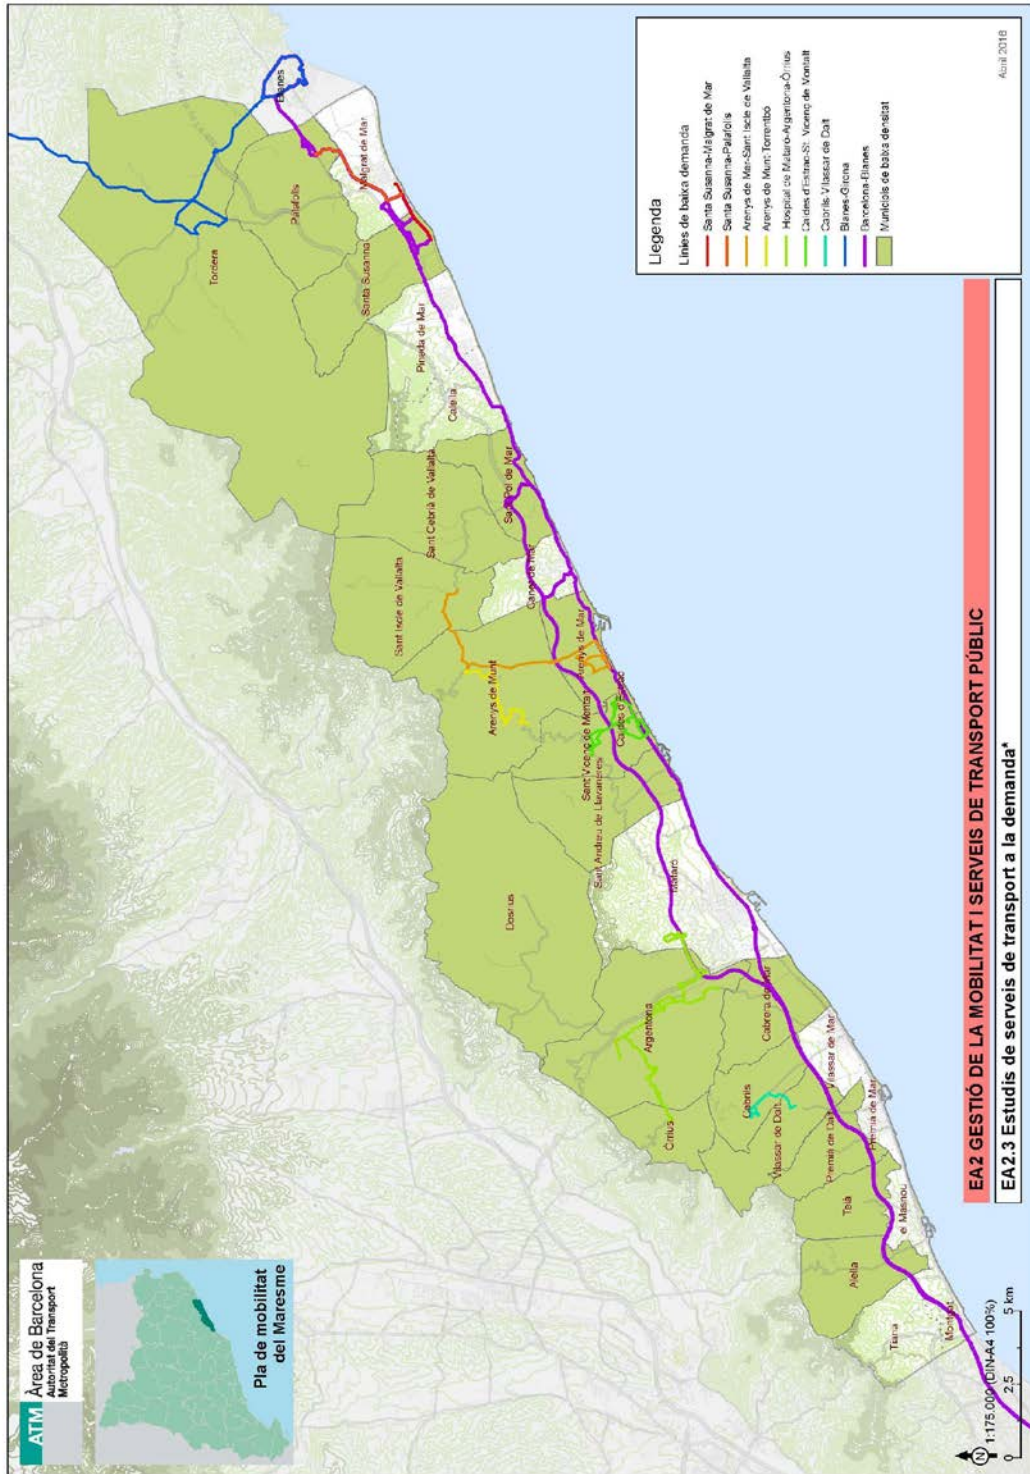 ATM Àrea de Barcelona
Autoritat del Transport
Metropolità
Pla de mobilitat
del Maresme
Blanes
Malgrat de Mar
Palafolls
Tordera
Santa Susanna
Pineda de Mar
Calella
Sant Cebrià de Vallalta
Sant Pol de Mar
Sant Iscle de Vallalta
Canet de mar
Arenys de Munt
Arenys de Mar
Sant Vicenç de Montalt
Caldes d'Estrac
Sant Andreu de Llavaneres
Dosrius
Mataró
Argentona
Cabrera de Mar
Òrrius
Cabrils
Vilassar de Dalt
Vilassar de Mar
Premià de Dalt
Premià de Mar
Teià
el Masnou
Alella
Tiana
Montgat
Llegenda
Línies de baixa demanda
Santa Susanna-Malgrat de Mar
Santa Susanna-Palafolls
Arenys de Mar-Sant Iscle de Vallalta
Arenys de Munt-Torrentbó
Hospital de Mataró-Argentona-Òrrius
Caldes d'Estrac-St. Vicenç de Montalt
Cabrils-Vilassar de Dalt
Blanes-Girona
Barcelona-Blanes
Municipis de baixa densitat
Abril 2016
EA2 GESTIÓ DE LA MOBILITAT I SERVEIS DE TRANSPORT PÚBLIC
EA2.3 Estudis de serveis de transport a la demanda*
N 1:175.000 (DIN-A4 100%)
0 2,5 5 km